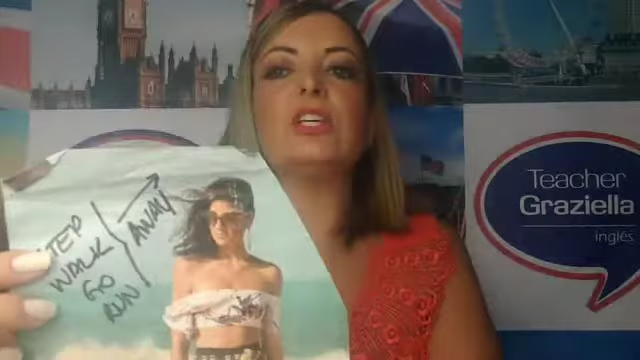 STEP
WALK
GO
RUN
AWAY
Teacher
Graziella
inglês